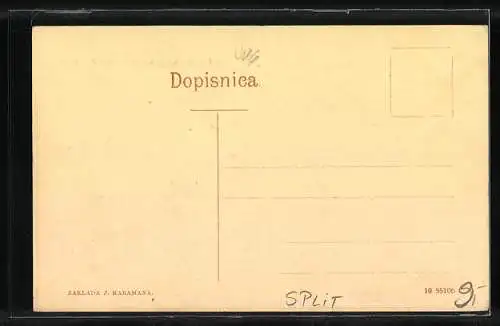 Dopisnica
ZAKLADA J. KARAMANA.
SPLIT
9,-